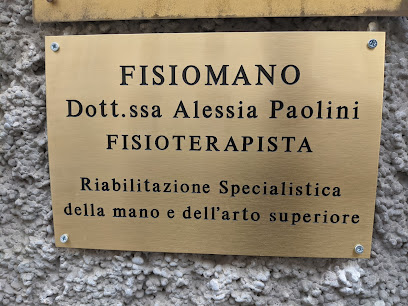 FISIOMANO
Dott.ssa Alessia Paolini
FISIOTERAPISTA
Riabilitazione Specialistica
della mano e dell'arto superiore